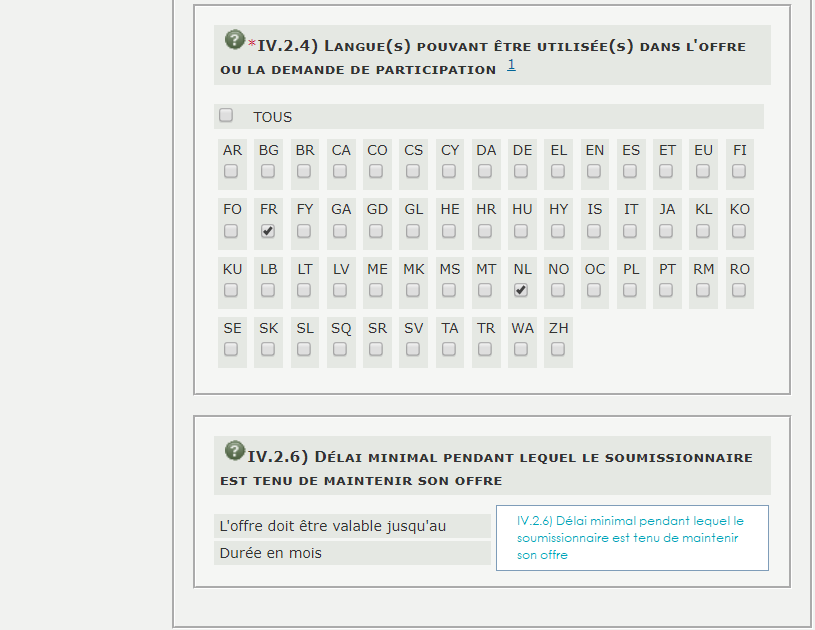 *IV.2.4) Langue(s) pouvant être utilisée(s) dans l'offre
ou la demande de participation 1
TOUS
AR BG BR CA CO CS CY DA DE EL EN ES ET EU FI
FO FR FY GA GD GL HE HR HU HY IS IT JA KL KO
KU LB LT LV ME MK MS MT NL NO OC PL PT RM RO
SE SK SL SQ SR SV TA TR WA ZH
IV.2.6) Délai minimal pendant lequel le soumissionnaire
est tenu de maintenir son offre
L'offre doit être valable jusqu'au
Durée en mois
IV.2.6) Délai minimal pendant lequel le
soumissionnaire est tenu de maintenir
son offre